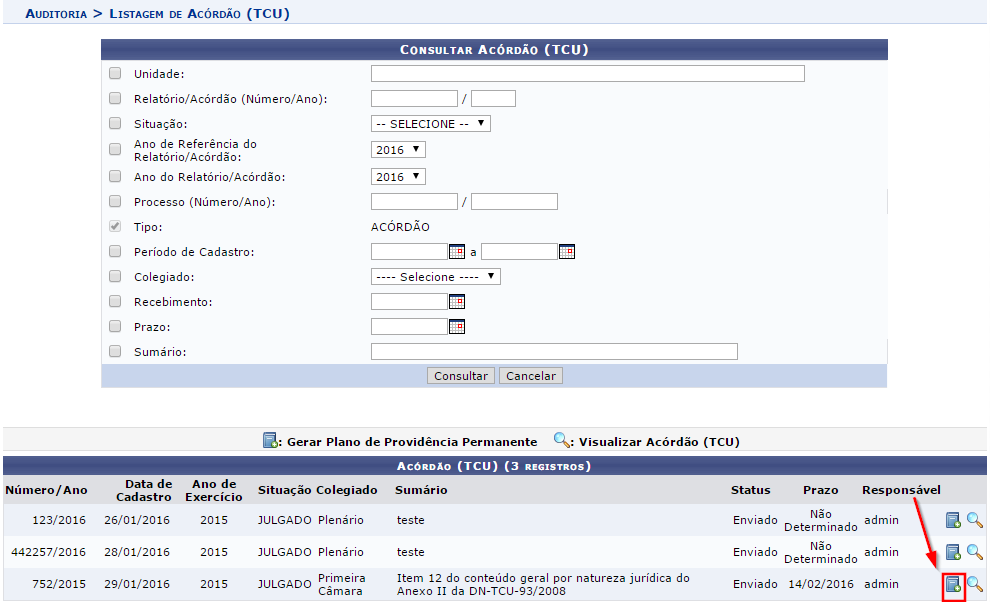 Auditoria > Listagem de Acórdão (TCU)
Consultar Acórdão (TCU)
Unidade:
Relatório/Acórdão (Número/Ano): /
Situação: -- SELECIONE --
Ano de Referência do
Relatório/Acórdão: 2016
Ano do Relatório/Acórdão: 2016
Processo (Número/Ano): /
Tipo: ACÓRDÃO
Período de Cadastro: a
Colegiado: ---- Selecione ----
Recebimento:
Prazo:
Sumário:
Consultar Cancelar
: Gerar Plano de Providência Permanente : Visualizar Acórdão (TCU)
Acórdão (TCU) (3 registros)
Número/Ano Data de Cadastro Ano de Exercício Situação Colegiado Sumário Status Prazo Responsável
123/2016 26/01/2016 2015 JULGADO Plenário teste Enviado Não Determinado admin
442257/2016 28/01/2016 2015 JULGADO Plenário teste Enviado Não Determinado admin
752/2015 29/01/2016 2015 JULGADO Primeira Câmara Item 12 do conteúdo geral por natureza jurídica do Anexo II da DN-TCU-93/2008 Enviado 14/02/2016 admin